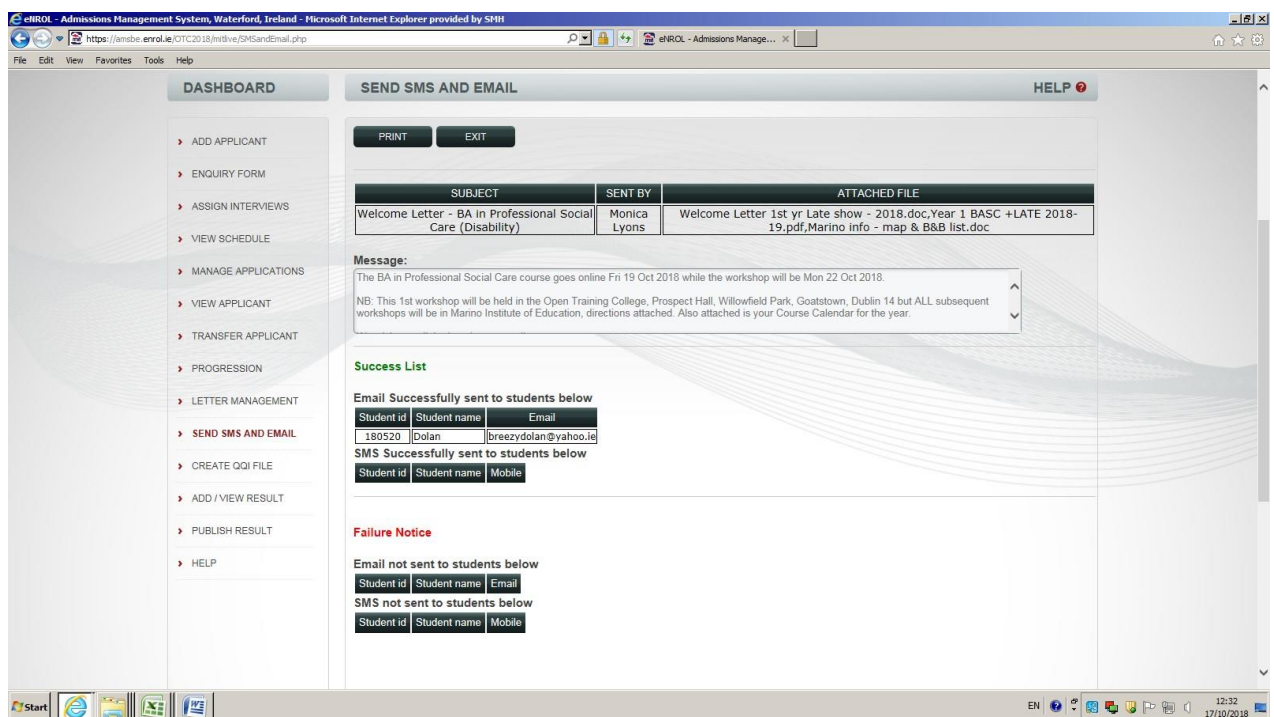 eNROL - Admissions Management System, Waterford, Ireland - Microsoft Internet Explorer provided by SMH
https://amsbe.enrol.ie/OTC2018/mitlive/SMSandEmail.php
eNROL - Admissions Manage...
File Edit View Favorites Tools Help
DASHBOARD
ADD APPLICANT
ENQUIRY FORM
ASSIGN INTERVIEWS
VIEW SCHEDULE
MANAGE APPLICATIONS
VIEW APPLICANT
TRANSFER APPLICANT
PROGRESSION
LETTER MANAGEMENT
SEND SMS AND EMAIL
CREATE QQI FILE
ADD / VIEW RESULT
PUBLISH RESULT
HELP
SEND SMS AND EMAIL HELP
PRINT EXIT
SUBJECT SENT BY ATTACHED FILE
Welcome Letter - BA in Professional Social Monica Welcome Letter 1st yr Late show - 2018.doc,Year 1 BASC +LATE 2018-
Care (Disability) Lyons 19.pdf,Marino info - map & B&B list.doc
Message:
The BA in Professional Social Care course goes online Fri 19 Oct 2018 while the workshop will be Mon 22 Oct 2018.
NB: This 1st workshop will be held in the Open Training College, Prospect Hall, Willowfield Park, Goatstown, Dublin 14 but ALL subsequent
workshops will be in Marino Institute of Education, directions attached. Also attached is your Course Calendar for the year.
Success List
Email Successfully sent to students below
Student id Student name Email
180520 Dolan breezydolan@yahoo.ie
SMS Successfully sent to students below
Student id Student name Mobile
Failure Notice
Email not sent to students below
Student id Student name Email
SMS not sent to students below
Student id Student name Mobile
Start
EN
12:32
17/10/2018